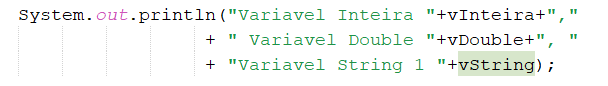 System.out.println("Variavel Inteira "+vInteira+","
+ " Variavel Double "+vDouble+", "
+ "Variavel String 1 "+vString);